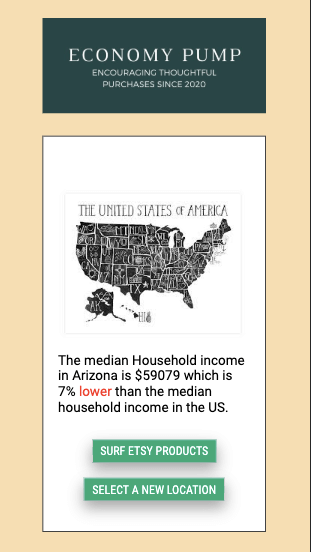 ECONOMY PUMP
ENCOURAGING THOUGHTFUL
PURCHASES SINCE 2020
THE UNITED STATES OF AMERICA
The median Household income
in Arizona is $59079 which is
7% lower than the median
household income in the US.
SURF ETSY PRODUCTS
SELECT A NEW LOCATION